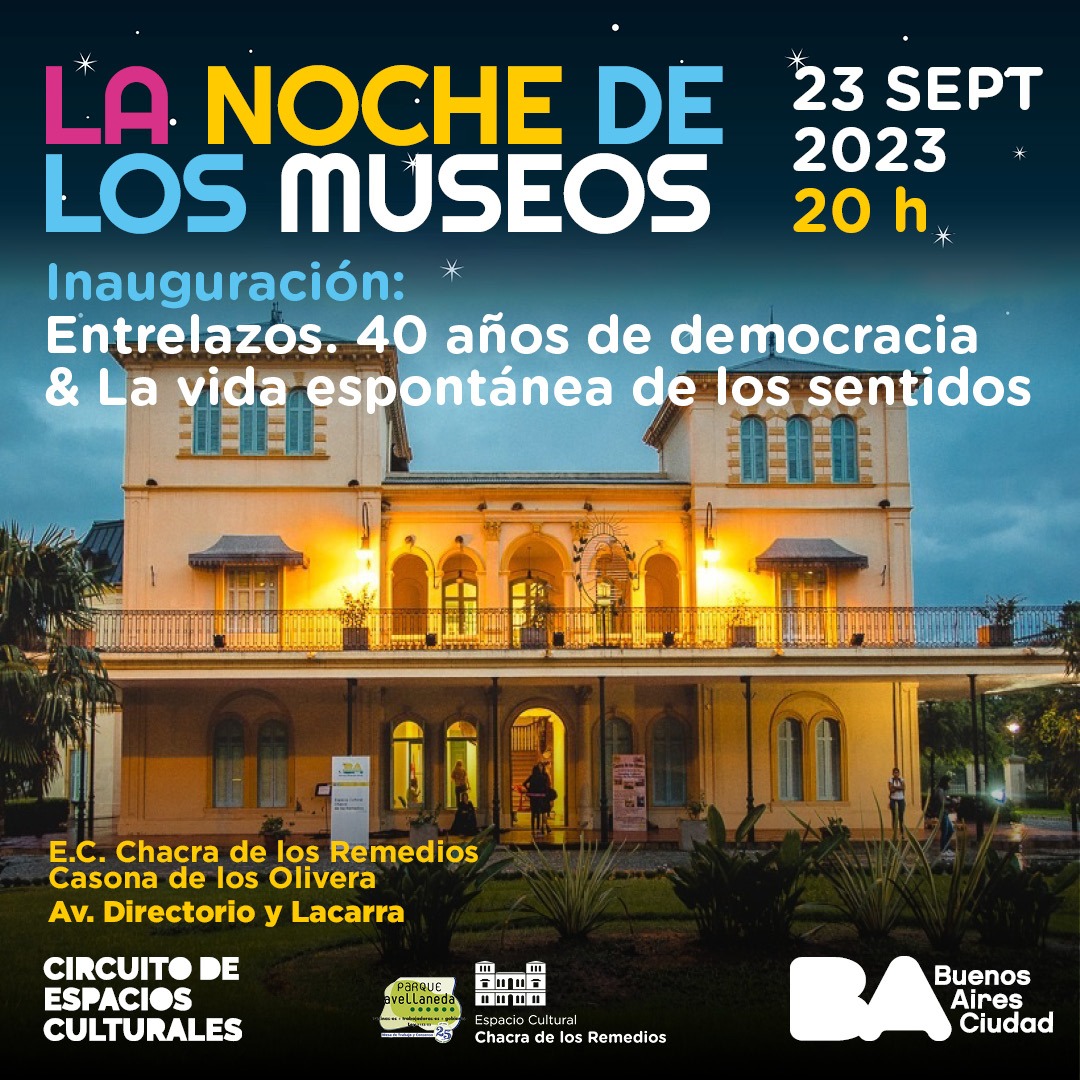 LA NOCHE DE
LOS MUSEOS
23 SEPT
2023
20 h
Inauguración:
Entrelazos. 40 años de democracia
& La vida espontánea de los sentidos
BA
E.C. Chacra de los Remedios
Casona de los Olivera
Av. Directorio y Lacarra
CIRCUITO DE
ESPACIOS
CULTURALES
PARQUE
avellaneda
25
Espacio Cultural
Chacra de los Remedios
BA
Buenos
Aires
Ciudad